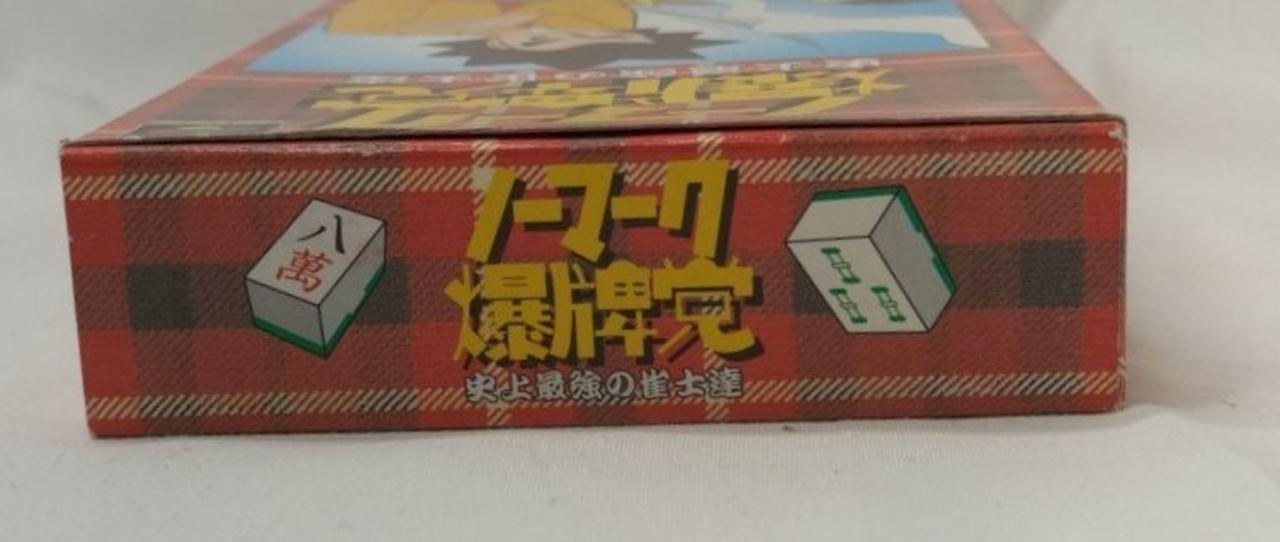 ノーマーク
爆牌党
史上最強の雀士達
八
萬